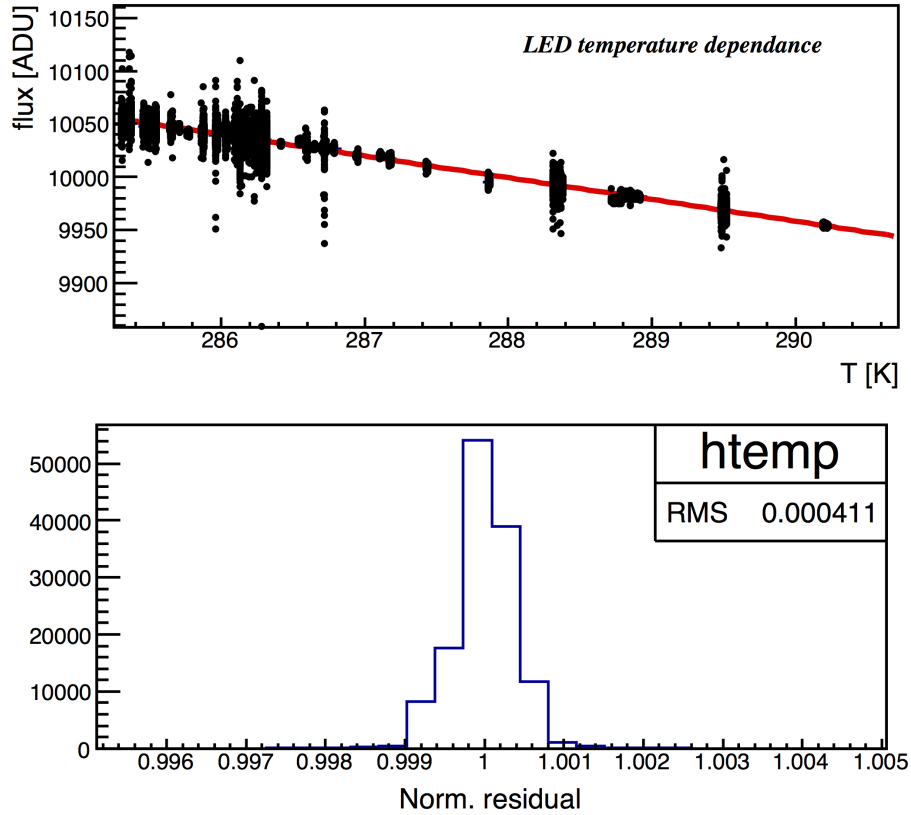 LED temperature dependance
flux [ADU]
10150
10100
10050
10000
9950
9900
286 287 288 289 290
T [K]
htemp
RMS 0.000411
50000
40000
30000
20000
10000
0
0.996 0.997 0.998 0.999 1 1.001 1.002 1.003 1.004 1.005
Norm. residual